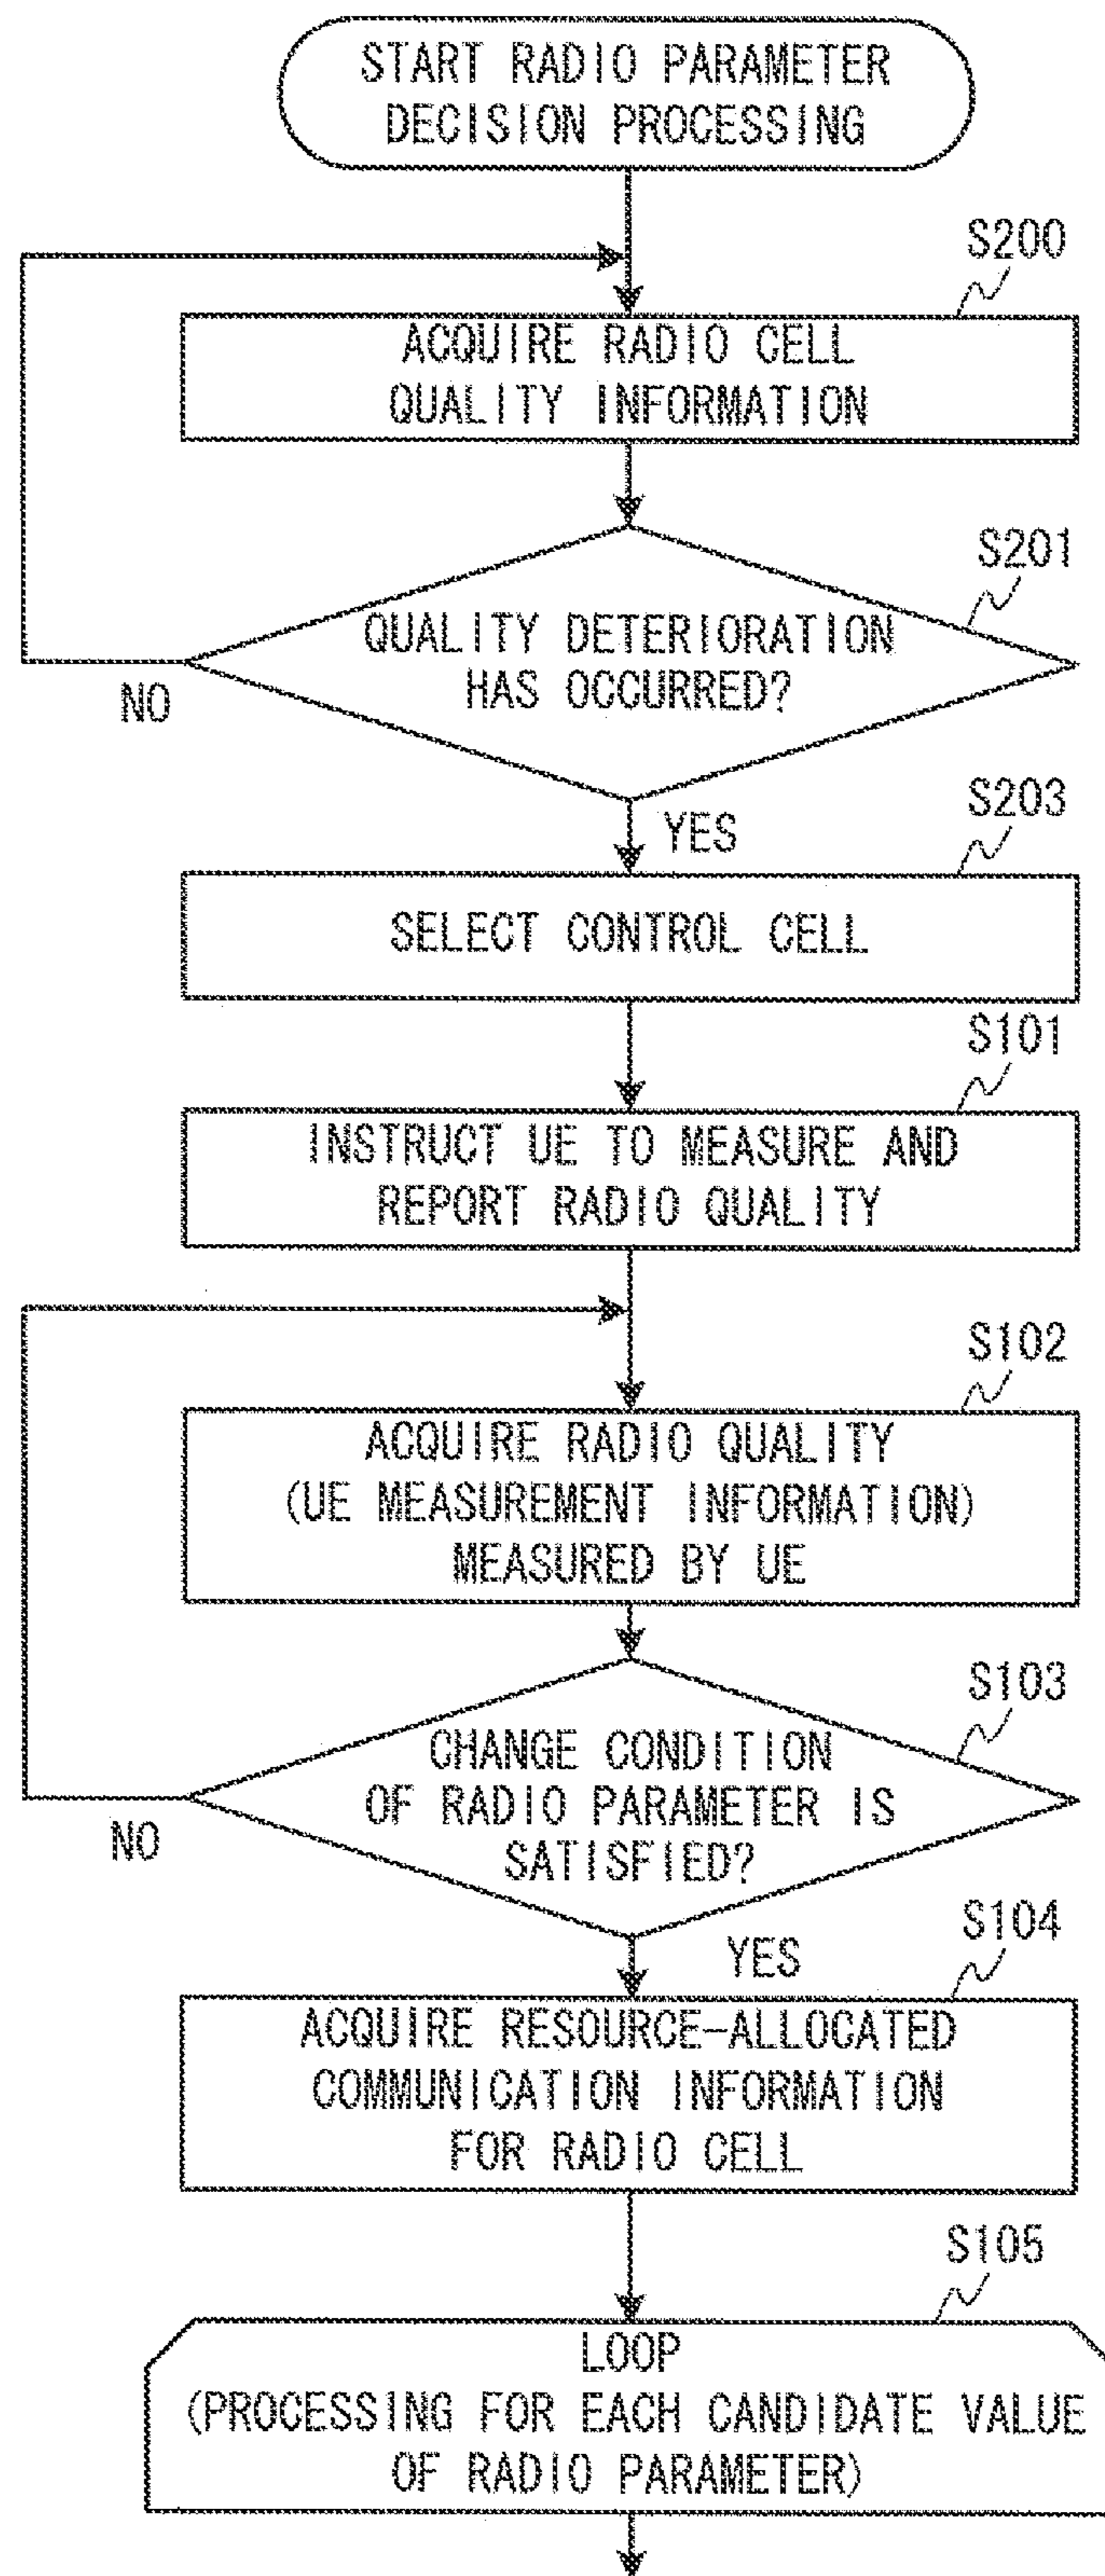 START RADIO PARAMETER
DECISION PROCESSING
S200
ACQUIRE RADIO CELL
QUALITY INFORMATION
S201
QUALITY DETERIORATION
HAS OCCURRED?
NO
YES
S203
SELECT CONTROL CELL
S101
INSTRUCT UE TO MEASURE AND
REPORT RADIO QUALITY
S102
ACQUIRE RADIO QUALITY
(UE MEASUREMENT INFORMATION)
MEASURED BY UE
S103
CHANGE CONDITION
OF RADIO PARAMETER IS
SATISFIED?
NO
YES
S104
ACQUIRE RESOURCE-ALLOCATED
COMMUNICATION INFORMATION
FOR RADIO CELL
S105
LOOP
(PROCESSING FOR EACH CANDIDATE VALUE
OF RADIO PARAMETER)